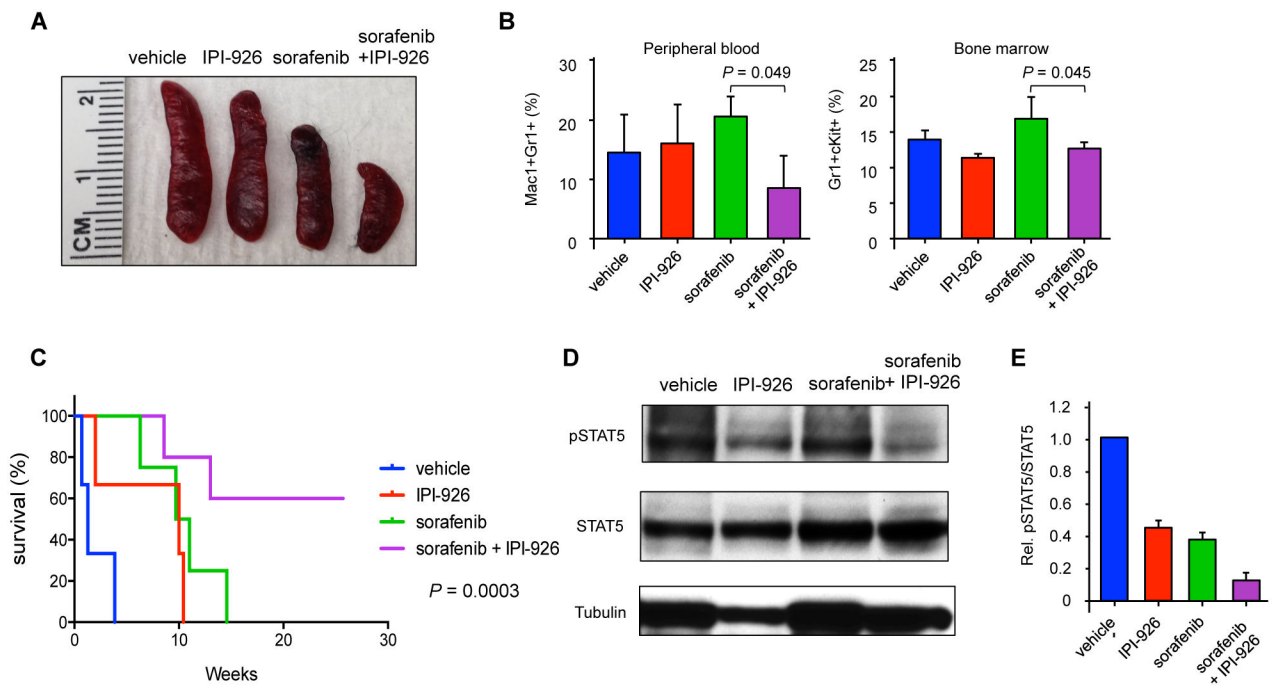 A
vehicle IPI-926 sorafenib sorafenib
+IPI-926
2
1
CM
B
Peripheral blood
Mac1+Gr1+ (%)
30
20
10
0
P = 0.049
vehicle
IPI-926
sorafenib
sorafenib
+ IPI-926
Bone marrow
Gr1+cKit+ (%)
25
20
15
10
5
0
P = 0.045
vehicle
IPI-926
sorafenib
sorafenib
+ IPI-926
C
survival (%)
100
80
60
40
20
0
0 10 20 30
Weeks
vehicle
IPI-926
sorafenib
sorafenib + IPI-926
P = 0.0003
D
vehicle IPI-926 sorafenib sorafenib
+ IPI-926
pSTAT5
STAT5
Tubulin
E
Rel. pSTAT5/STAT5
1.2
1.0
0.8
0.6
0.4
0.2
0
vehicle
IPI-926
sorafenib
sorafenib
+ IPI-926